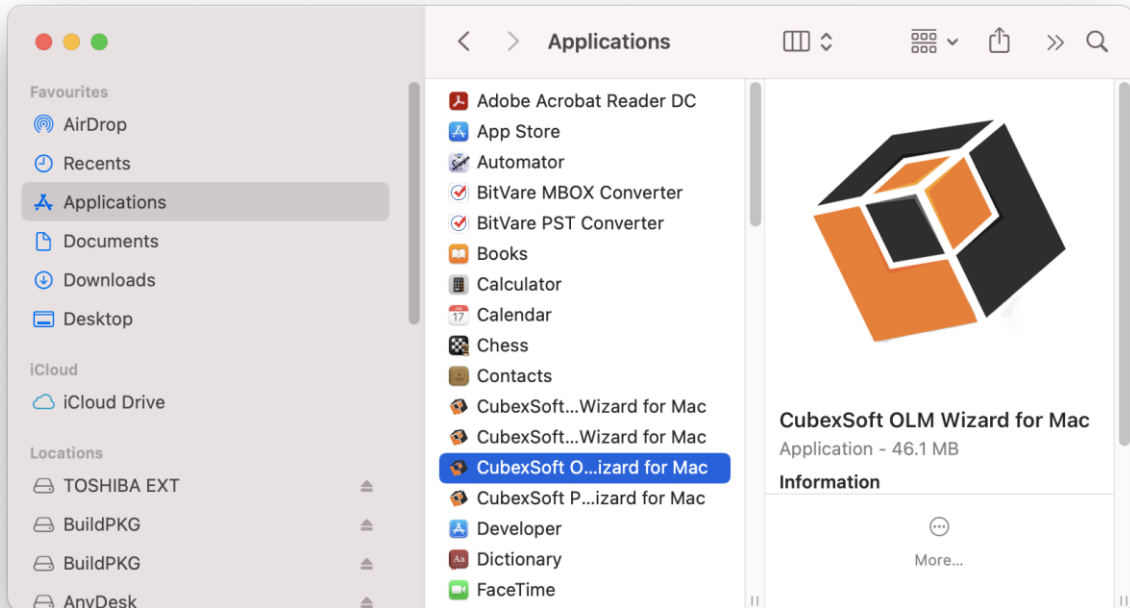 Applications
Favourites
AirDrop
Recents
Applications
Documents
Downloads
Desktop
iCloud
iCloud Drive
Locations
TOSHIBA EXT
BuildPKG
BuildPKG
AnyDesk
Adobe Acrobat Reader DC
App Store
Automator
BitVare MBOX Converter
BitVare PST Converter
Books
Calculator
17
Calendar
Chess
Contacts
CubexSoft...Wizard for Mac
CubexSoft...Wizard for Mac
CubexSoft O...izard for Mac
CubexSoft P...izard for Mac
Developer
Aa
Dictionary
FaceTime
CubexSoft OLM Wizard for Mac
Application - 46.1 MB
Information
More...